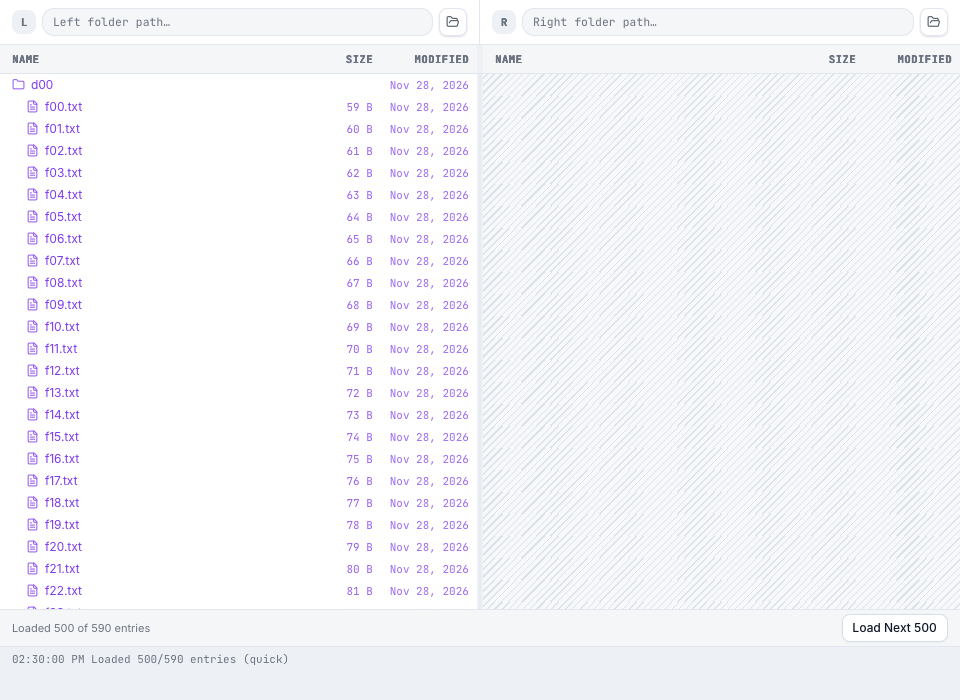 L Left folder path… R Right folder path…
NAME SIZE MODIFIED NAME SIZE MODIFIED
d00 Nov 28, 2026
f00.txt 59 B Nov 28, 2026
f01.txt 60 B Nov 28, 2026
f02.txt 61 B Nov 28, 2026
f03.txt 62 B Nov 28, 2026
f04.txt 63 B Nov 28, 2026
f05.txt 64 B Nov 28, 2026
f06.txt 65 B Nov 28, 2026
f07.txt 66 B Nov 28, 2026
f08.txt 67 B Nov 28, 2026
f09.txt 68 B Nov 28, 2026
f10.txt 69 B Nov 28, 2026
f11.txt 70 B Nov 28, 2026
f12.txt 71 B Nov 28, 2026
f13.txt 72 B Nov 28, 2026
f14.txt 73 B Nov 28, 2026
f15.txt 74 B Nov 28, 2026
f16.txt 75 B Nov 28, 2026
f17.txt 76 B Nov 28, 2026
f18.txt 77 B Nov 28, 2026
f19.txt 78 B Nov 28, 2026
f20.txt 79 B Nov 28, 2026
f21.txt 80 B Nov 28, 2026
f22.txt 81 B Nov 28, 2026
Loaded 500 of 590 entries Load Next 500
02:30:00 PM Loaded 500/590 entries (quick)